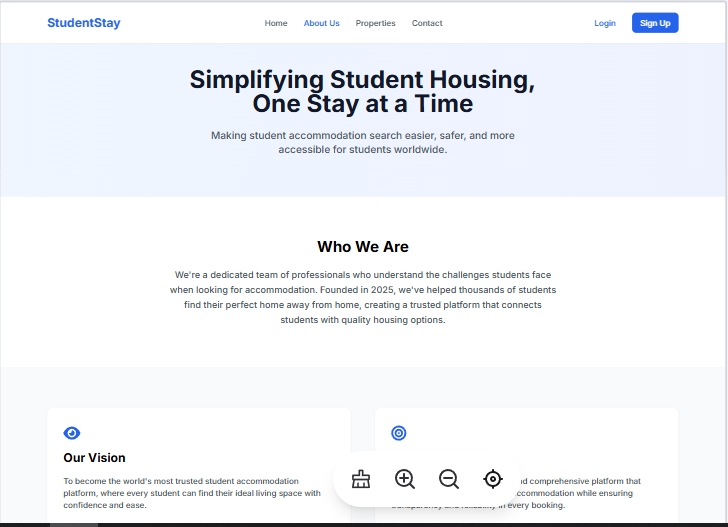 StudentStay
Home About Us Properties Contact
Login Sign Up
Simplifying Student Housing,
One Stay at a Time
Making student accommodation search easier, safer, and more
accessible for students worldwide.
Who We Are
We're a dedicated team of professionals who understand the challenges students face
when looking for accommodation. Founded in 2025, we've helped thousands of students
find their perfect home away from home, creating a trusted platform that connects
students with quality housing options.
Our Vision
To become the world's most trusted student accommodation
platform, where every student can find their ideal living space with
confidence and ease.
comprehensive platform that
accommodation while ensuring
in every booking.